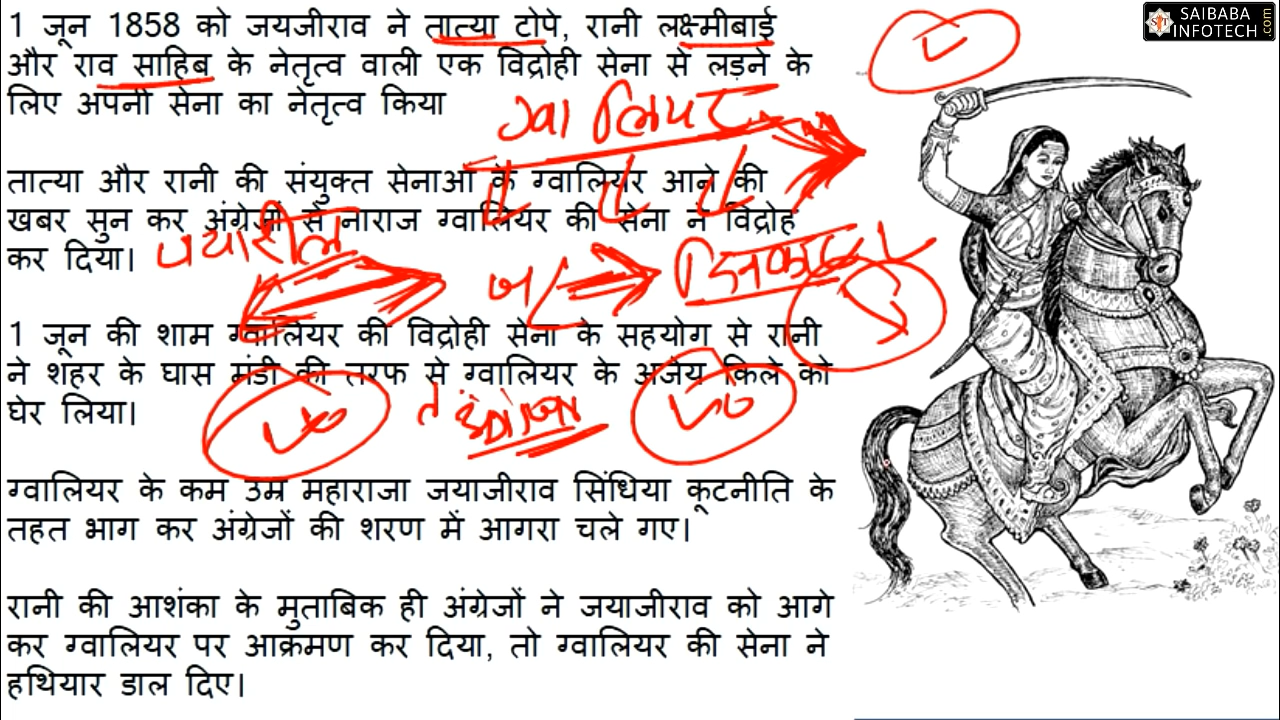 1 जून 1858 को जयजीराव ने तात्या टोपे, रानी लक्ष्मीबाई
और राव साहिब के नेतृत्व वाली एक विद्रोही सेना से लड़ने के
लिए अपनी सेना का नेतृत्व किया
ग्वालियर
तात्या और रानी की संयुक्त सेनाओं के ग्वालियर आने की
खबर सुन कर अंग्रेजों से नाराज ग्वालियर की सेना ने विद्रोह
कर दिया।
1 जून की शाम ग्वालियर की विद्रोही सेना के सहयोग से रानी
ने शहर के घास मंडी की तरफ से ग्वालियर के अजेय किले को
घेर लिया।
ग्वालियर के कम उम्र महाराजा जयाजीराव सिंधिया कूटनीति के
तहत भाग कर अंग्रेजों की शरण में आगरा चले गए।
रानी की आशंका के मुताबिक ही अंग्रेजों ने जयाजीराव को आगे
कर ग्वालियर पर आक्रमण कर दिया, तो ग्वालियर की सेना ने
हथियार डाल दिए।
SAIBABA
INFOTECH.com